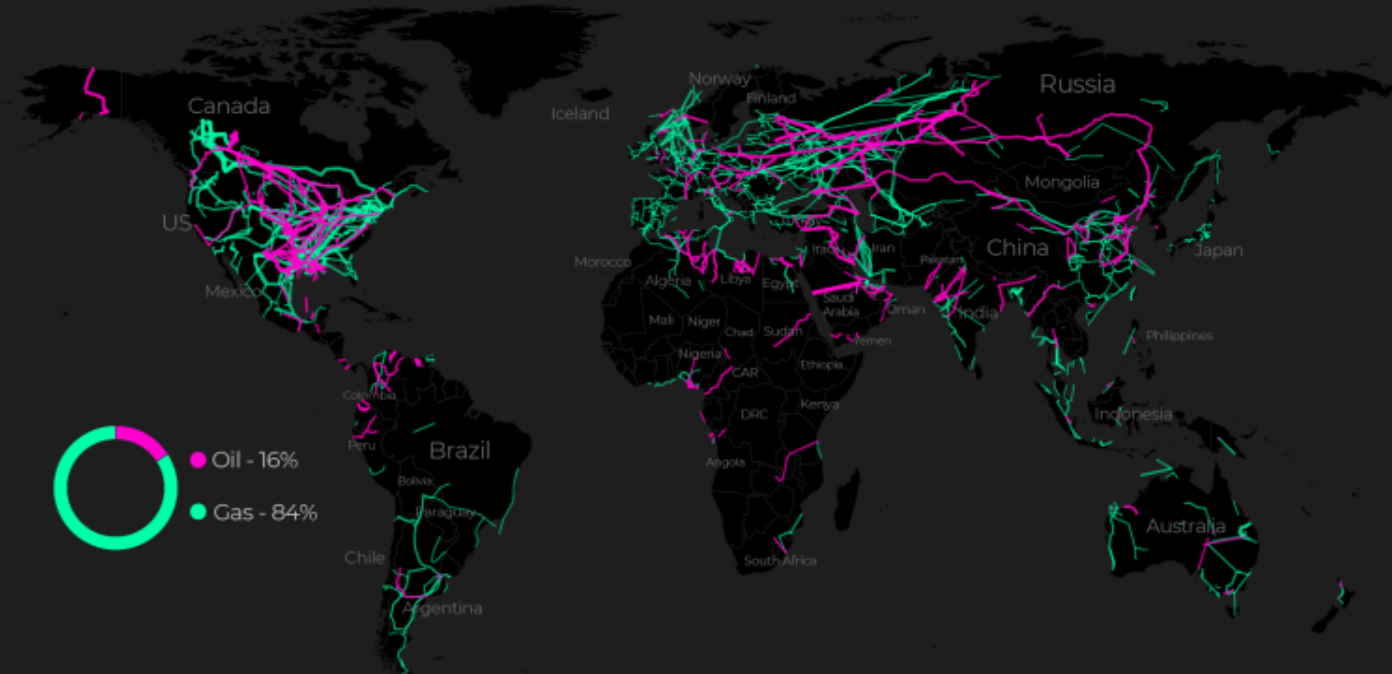 Norway
Russia
Finland
Canada
Iceland
Mongolia
US
Turkey
China
Iraq
Iran
Japan
Morocco
Pakistan
Algeria
Libya
Egypt
Mexico
Saudi
Arabia
Oman
India
Mali
Niger
Chad
Sudan
Yemen
Philippines
Nigeria
Ethiopia
CAR
Colombia
Kenya
DRC
Indonesia
Peru
Brazil
Oil - 16%
Angola
Bolivia
Gas - 84%
Paraguay
Australia
Chile
South Africa
Argentina